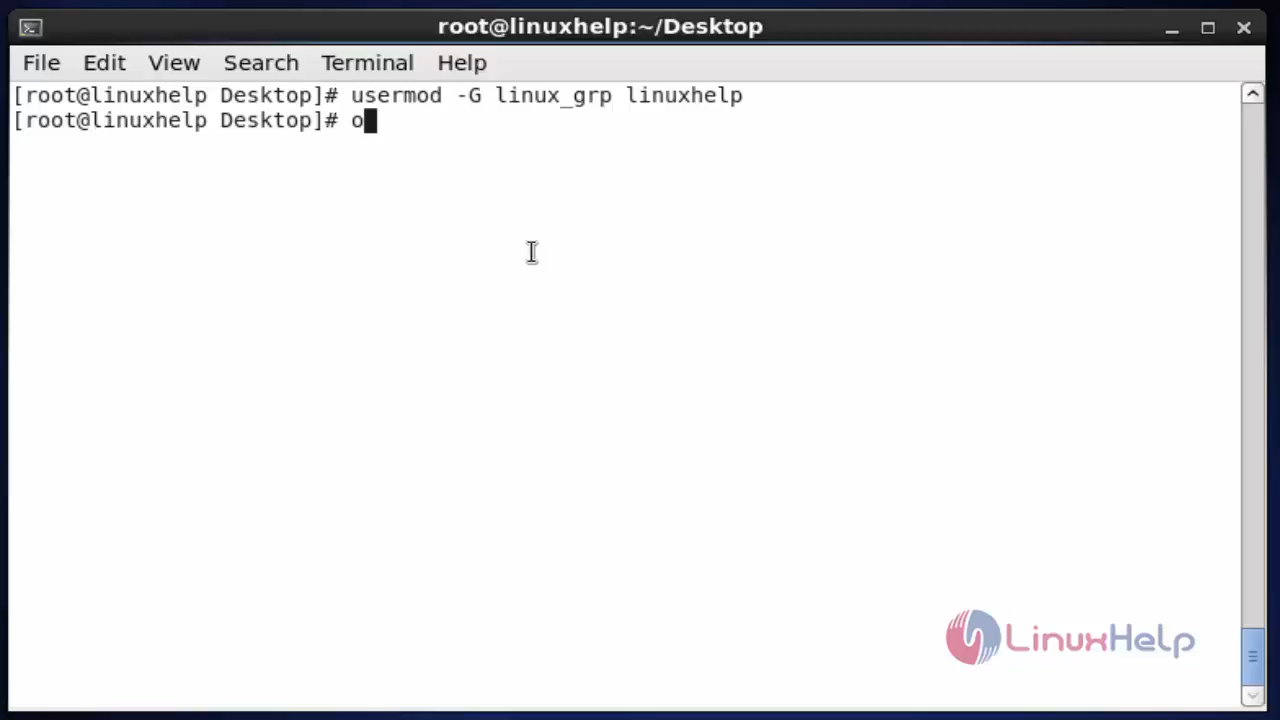 root@linuxhelp:~/Desktop
File Edit View Search Terminal Help
[root@linuxhelp Desktop]# usermod -G linux_grp linuxhelp
[root@linuxhelp Desktop]# o
LinuxHelp